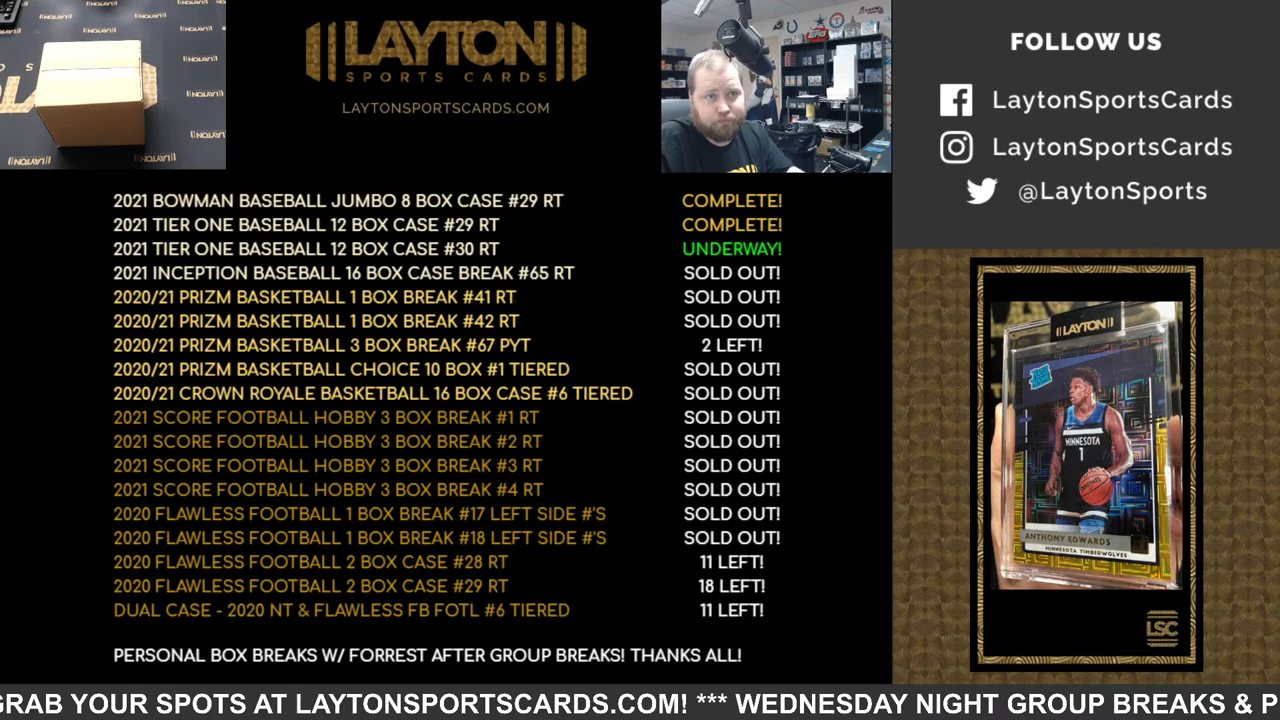 LAYTON
SPORTS CARDS
LAYTONSPORTSCARDS.COM
FOLLOW US
LaytonSportsCards
LaytonSportsCards
@LaytonSports
2021 BOWMAN BASEBALL JUMBO 8 BOX CASE #29 RT COMPLETE!
2021 TIER ONE BASEBALL 12 BOX CASE #29 RT COMPLETE!
2021 TIER ONE BASEBALL 12 BOX CASE #30 RT UNDERWAY!
2021 INCEPTION BASEBALL 16 BOX CASE BREAK #65 RT SOLD OUT!
2020/21 PRIZM BASKETBALL 1 BOX BREAK #41 RT SOLD OUT!
2020/21 PRIZM BASKETBALL 1 BOX BREAK #42 RT SOLD OUT!
2020/21 PRIZM BASKETBALL 3 BOX BREAK #67 PYT 2 LEFT!
2020/21 PRIZM BASKETBALL CHOICE 10 BOX #1 TIERED SOLD OUT!
2020/21 CROWN ROYALE BASKETBALL 16 BOX CASE #6 TIERED SOLD OUT!
2021 SCORE FOOTBALL HOBBY 3 BOX BREAK #1 RT SOLD OUT!
2021 SCORE FOOTBALL HOBBY 3 BOX BREAK #2 RT SOLD OUT!
2021 SCORE FOOTBALL HOBBY 3 BOX BREAK #3 RT SOLD OUT!
2021 SCORE FOOTBALL HOBBY 3 BOX BREAK #4 RT SOLD OUT!
2020 FLAWLESS FOOTBALL 1 BOX BREAK #17 LEFT SIDE #'S SOLD OUT!
2020 FLAWLESS FOOTBALL 1 BOX BREAK #18 LEFT SIDE #'S SOLD OUT!
2020 FLAWLESS FOOTBALL 2 BOX CASE #28 RT 11 LEFT!
2020 FLAWLESS FOOTBALL 2 BOX CASE #29 RT 18 LEFT!
DUAL CASE - 2020 NT & FLAWLESS FB FOTL #6 TIERED 11 LEFT!
PERSONAL BOX BREAKS W/ FORREST AFTER GROUP BREAKS! THANKS ALL!
LAYTON
MINNESOTA
1
ANTHONY EDWARDS
MINNESOTA TIMBERWOLVES
LSC
GRAB YOUR SPOTS AT LAYTONSPORTSCARDS.COM! *** WEDNESDAY NIGHT GROUP BREAKS & P